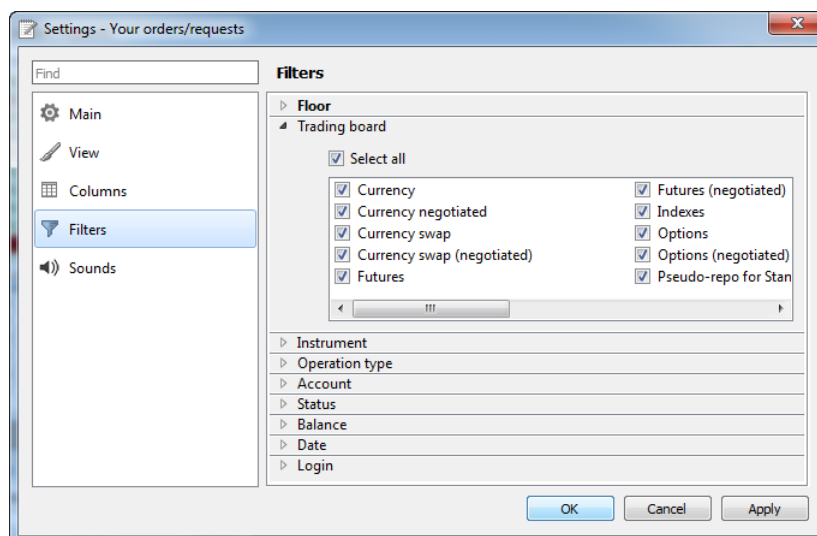 Settings - Your orders/requests
Find
Main
View
Columns
Filters
Sounds
Filters
Floor
Trading board
Select all
Currency
Currency negotiated
Currency swap
Currency swap (negotiated)
Futures
Futures (negotiated)
Indexes
Options
Options (negotiated)
Pseudo-repo for Stan
Instrument
Operation type
Account
Status
Balance
Date
Login
OK
Cancel
Apply